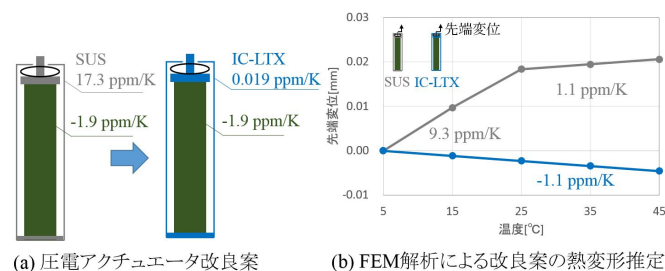 SUS
17.3 ppm/K
-1.9 ppm/K
IC-LTX
0.019 ppm/K
-1.9 ppm/K
(a) 圧電アクチュエータ改良案
先端変位[mm]
0.03
0.02
0.01
0.00
-0.01
先端変位
SUS IC-LTX
9.3 ppm/K
1.1 ppm/K
-1.1 ppm/K
5 15 25 35 45
温度[℃]
(b) FEM解析による改良案の熱変形推定